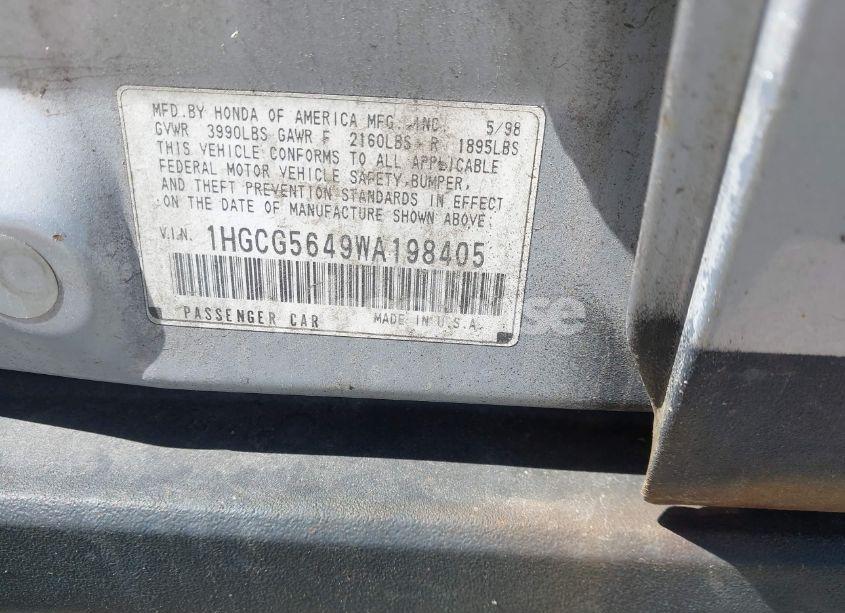 MFD. BY HONDA OF AMERICA MFG., INC. 5/98
GVWR 3990LBS GAWR F 2160LBS R 1895LBS
THIS VEHICLE CONFORMS TO ALL APPLICABLE
FEDERAL MOTOR VEHICLE SAFETY, BUMPER,
AND THEFT PREVENTION STANDARDS IN EFFECT
ON THE DATE OF MANUFACTURE SHOWN ABOVE.
V.I.N. 1HGCG5649WA198405
PASSENGER CAR MADE IN U.S.A.